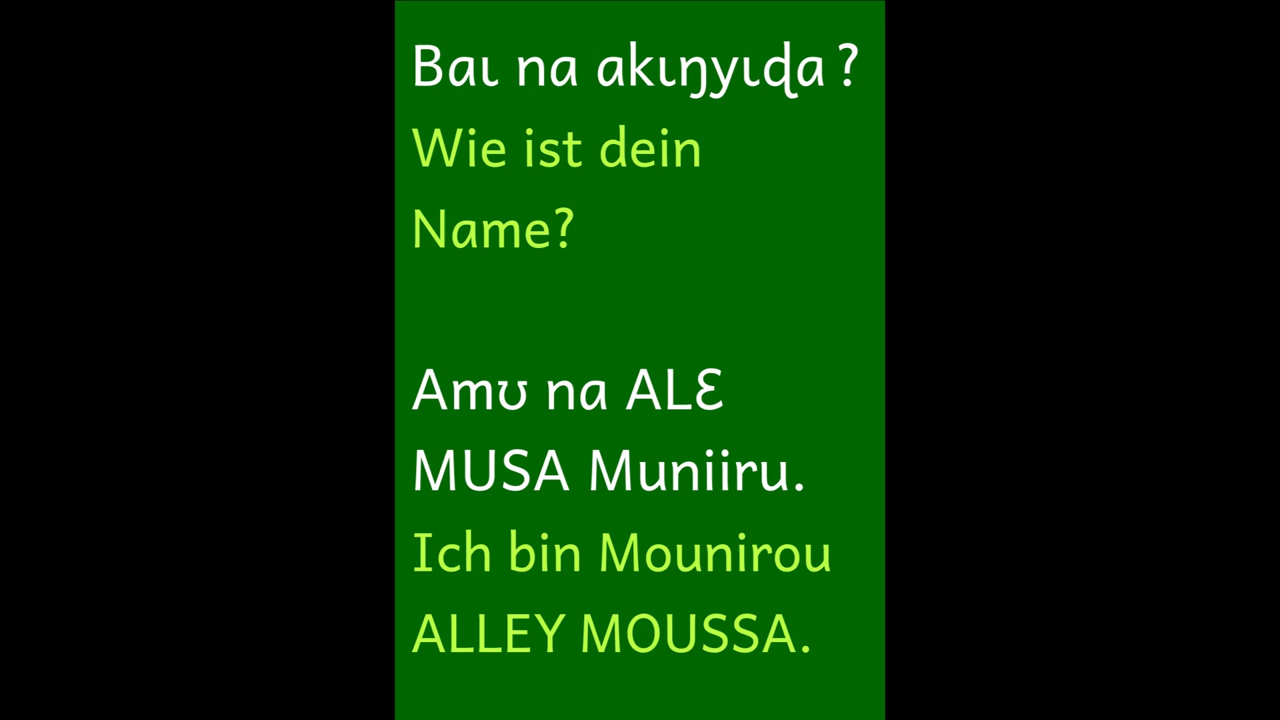 Baɩ na akɩŋyɩɖa ?
Wie ist dein
Name?
Amʊ na ALƐ
MUSA Muniiru.
Ich bin Mounirou
ALLEY MOUSSA.